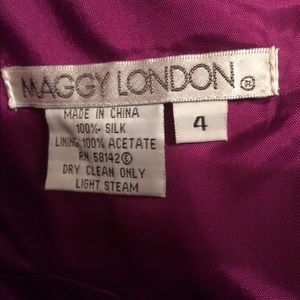 MAGGY LONDON®
MADE IN CHINA
100% SILK
LINING 100% ACETATE
RN 58142©
DRY CLEAN ONLY
LIGHT STEAM
4